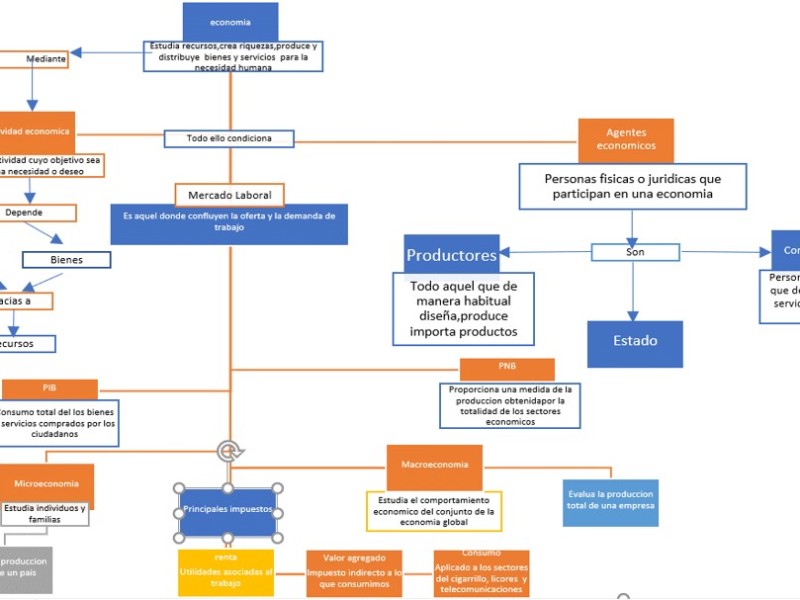 economia
Estudia recursos,crea riquezas,produce y
distribuye bienes y servicios para la
necesidad humana
Mediante
vidad economica
tividad cuyo objetivo sea
a necesidad o deseo
Todo ello condiciona
Agentes
economicos
Personas fisicas o juridicas que
participan en una economia
Mercado Laboral
Es aquel donde confluyen la oferta y la demanda de
trabajo
Depende
Bienes
acias a
ecursos
Productores
Todo aquel que de
manera habitual
diseña,produce
importa productos
Son
Con
Person
que de
servic
Estado
PIB
Consumo total del los bienes
servicios comprados por los
ciudadanos
PNB
Proporciona una medida de la
produccion obtenidapor la
totalidad de los sectores
economicos
Microeconomia
Estudia individuos y
familias
produccion
e un pais
Principales impuestos
Macroeconomia
Estudia el comportamiento
economico del conjunto de la
economia global
Evalua la produccion
total de una empresa
renta
Utilidades asociadas al
trabajo
Valor agregado
Impuesto indirecto a lo
que consumimos
Consumo
Aplicado a los sectores
del cigarrillo, licores y
telecomunicaciones